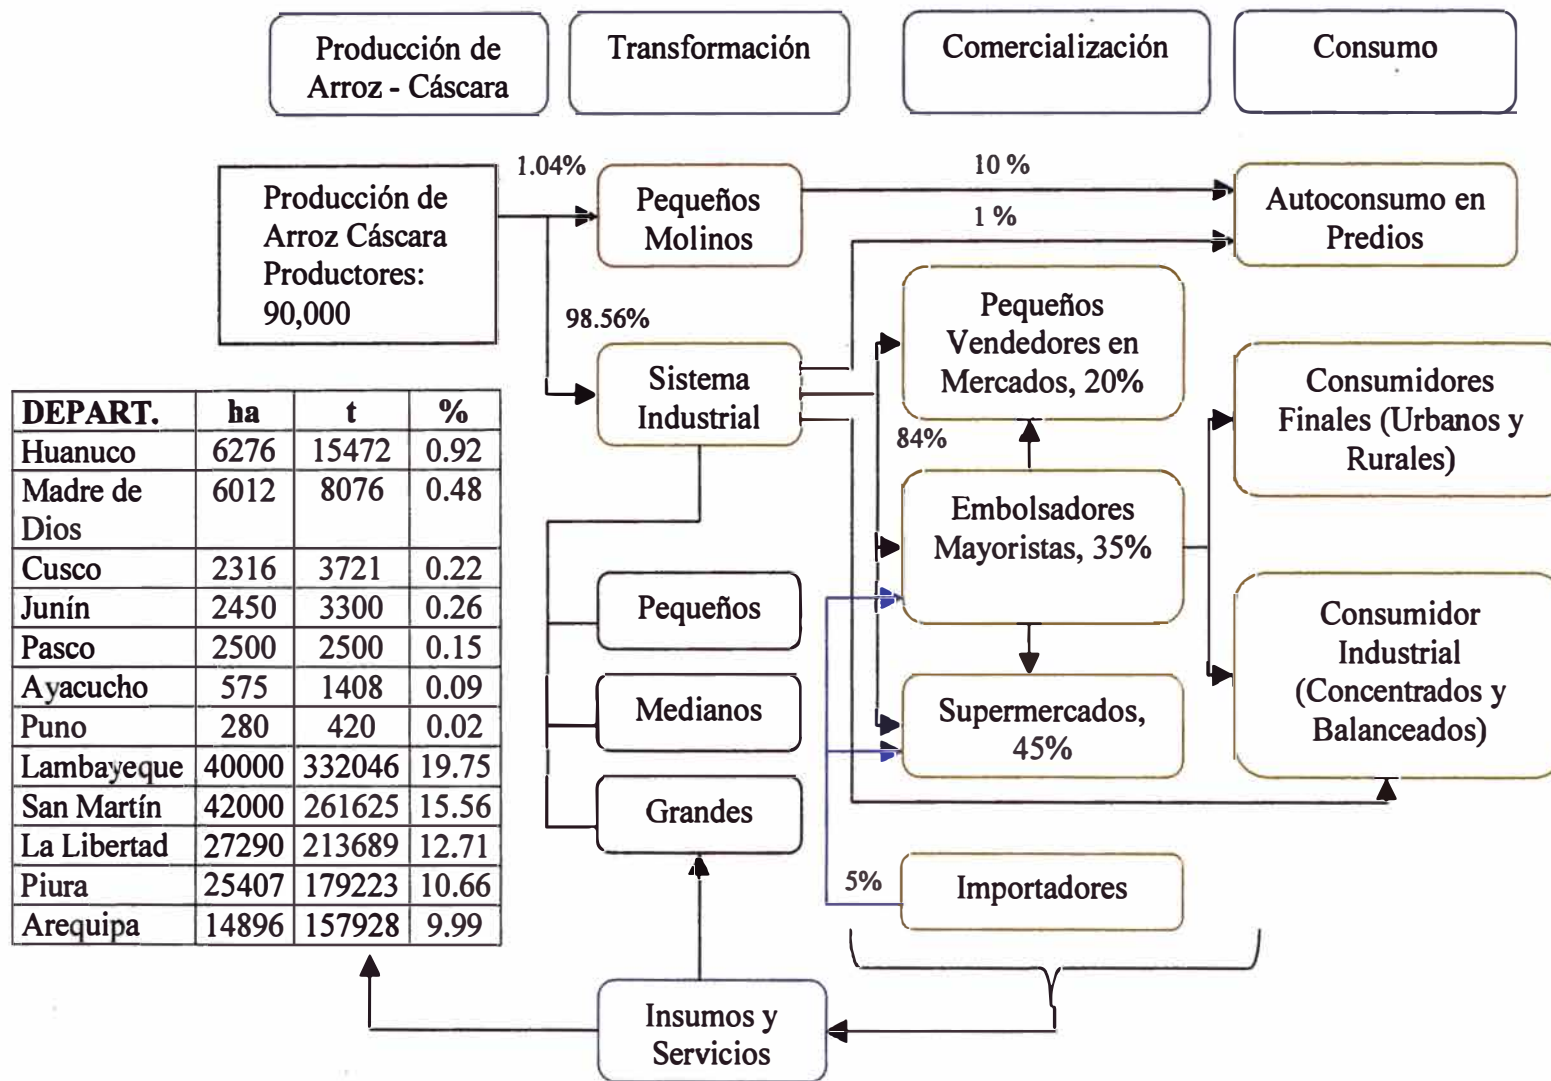 Producción de
Arroz - Cáscara
Transformación
Comercialización
Consumo
Producción de
Arroz Cáscara
Productores:
90,000
1.04%
98.56%
Pequeños
Molinos
10 %
1 %
Autoconsumo en
Predios
Sistema
Industrial
Pequeños
Vendedores en
Mercados, 20%
84%
Embolsadores
Mayoristas, 35%
Supermercados,
45%
Consumidores
Finales (Urbanos y
Rurales)
Consumidor
Industrial
(Concentrados y
Balanceados)
Pequeños
Medianos
Grandes
5%
Importadores
DEPART. ha t %
Huanuco 6276 15472 0.92
Madre de 6012 8076 0.48
Dios
Cusco 2316 3721 0.22
Junín 2450 3300 0.26
Pasco 2500 2500 0.15
Ayacucho 575 1408 0.09
Puno 280 420 0.02
Lambayeque 40000 332046 19.75
San Martín 42000 261625 15.56
La Libertad 27290 213689 12.71
Piura 25407 179223 10.66
Arequipa 14896 157928 9.99
Insumos y
Servicios